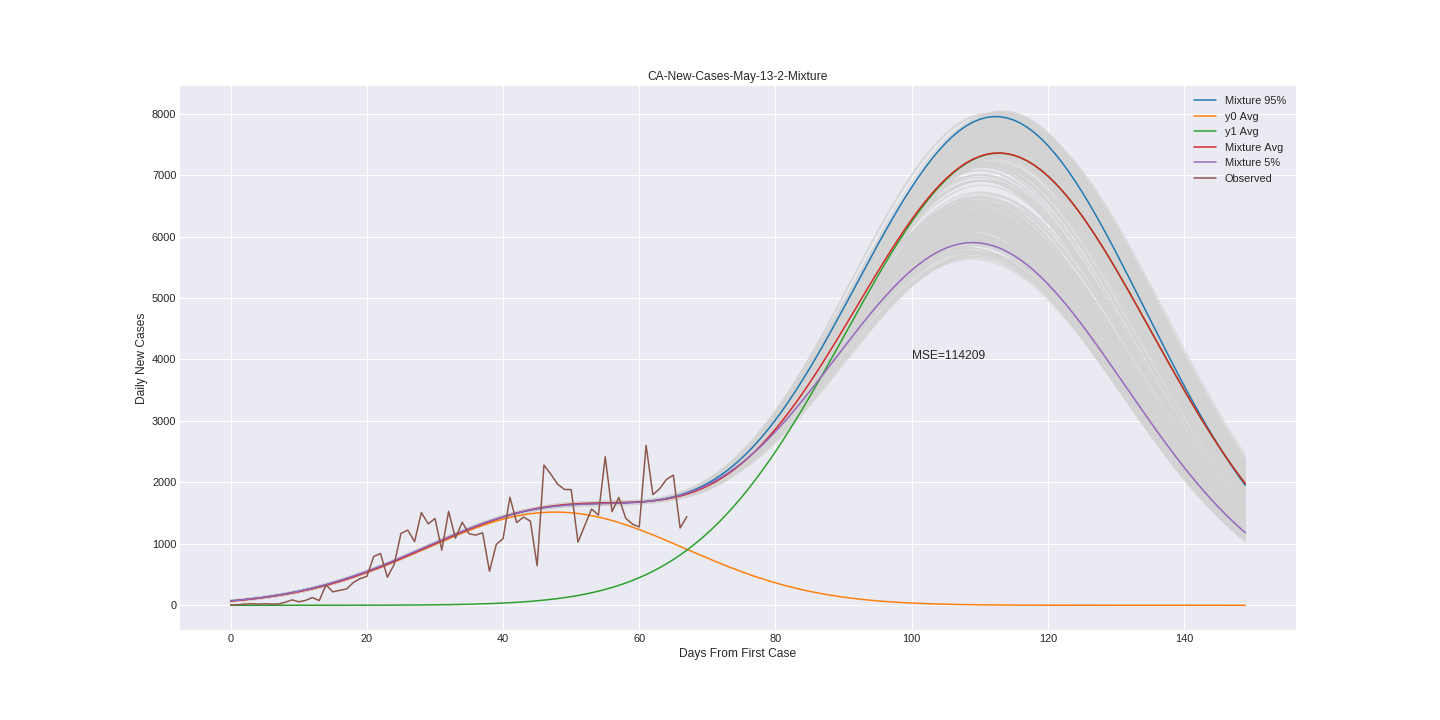 CA-New-Cases-May-13-2-Mixture
Mixture 95%
y0 Avg
y1 Avg
Mixture Avg
Mixture 5%
Observed
MSE=114209
Daily New Cases
8000
7000
6000
5000
4000
3000
2000
1000
0
0 20 40 60 80 100 120 140
Days From First Case